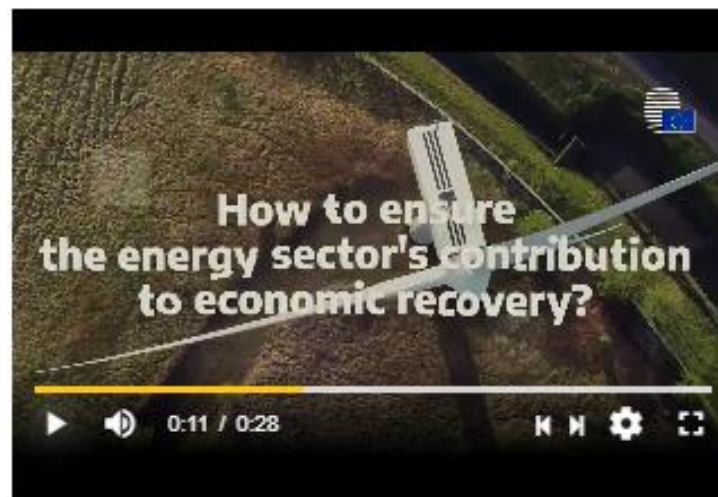 How to ensure
the energy sector's contribution
to economic recovery?
0:11 / 0:28